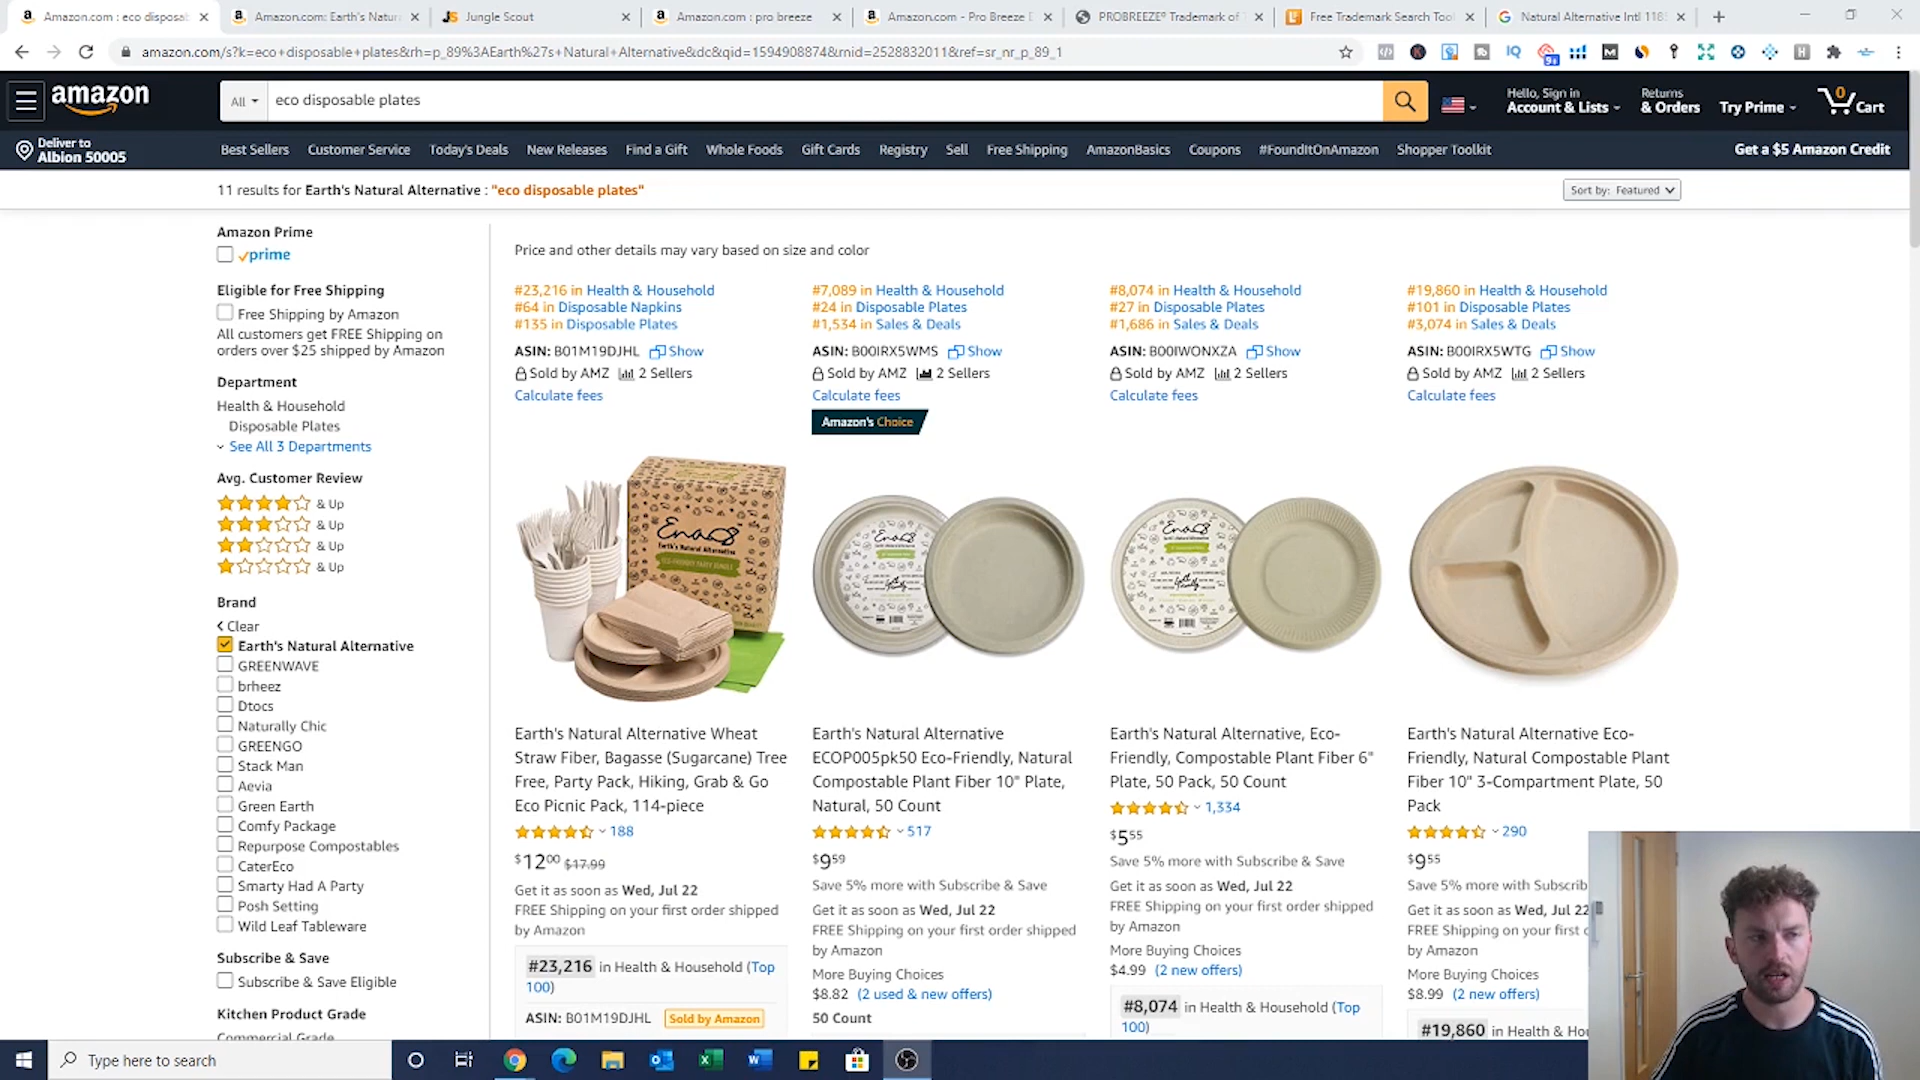 Amazon.com : eco disposab
Amazon.com: Earth's Natura
Jungle Scout
Amazon.com : pro breeze
Amazon.com - Pro Breeze D
PROBREEZE® Trademark of
Free Trademark Search Tool
Natural Alternative Intl 118
amazon.com/s?k=eco+disposable+plates&rh=p_89%3AEarth%27s+Natural+Alternative&dc&qid=1594908874&rnid=2528832011&ref=sr_nr_p_89_1
amazon
All
eco disposable plates
Hello, Sign in
Account & Lists
Returns
& Orders
Try Prime
0
Cart
Deliver to
Albion 50005
Best Sellers
Customer Service
Today's Deals
New Releases
Find a Gift
Whole Foods
Gift Cards
Registry
Sell
Free Shipping
AmazonBasics
Coupons
#FoundItOnAmazon
Shopper Toolkit
Get a $5 Amazon Credit
11 results for Earth's Natural Alternative : "eco disposable plates"
Sort by: Featured
Amazon Prime
prime
Eligible for Free Shipping
Free Shipping by Amazon
All customers get FREE Shipping on
orders over $25 shipped by Amazon
Department
Health & Household
Disposable Plates
See All 3 Departments
Avg. Customer Review
& Up
& Up
& Up
& Up
Brand
Clear
Earth's Natural Alternative
GREENWAVE
brheez
Dtocs
Naturally Chic
GREENGO
Stack Man
Aevia
Green Earth
Comfy Package
Repurpose Compostables
CaterEco
Smarty Had A Party
Posh Setting
Wild Leaf Tableware
Subscribe & Save
Subscribe & Save Eligible
Kitchen Product Grade
Commercial Grade
Price and other details may vary based on size and color
#23,216 in Health & Household
#64 in Disposable Napkins
#135 in Disposable Plates
ASIN: B01M19DJHL Show
Sold by AMZ 2 Sellers
Calculate fees
Earth's Natural Alternative
ECO-FRIENDLY PARTY BUNDLE
Earth's Natural Alternative Wheat
Straw Fiber, Bagasse (Sugarcane) Tree
Free, Party Pack, Hiking, Grab & Go
Eco Picnic Pack, 114-piece
188
$12.00 $17.99
Get it as soon as Wed, Jul 22
FREE Shipping on your first order shipped
by Amazon
#23,216 in Health & Household (Top
100)
ASIN: B01M19DJHL Sold by Amazon
#7,089 in Health & Household
#24 in Disposable Plates
#1,534 in Sales & Deals
ASIN: B00IRX5WMS Show
Sold by AMZ 2 Sellers
Calculate fees
Amazon's Choice
Earth's Natural Alternative
ECOP005pk50 Eco-Friendly, Natural
Compostable Plant Fiber 10" Plate,
Natural, 50 Count
517
$9.59
Save 5% more with Subscribe & Save
Get it as soon as Wed, Jul 22
FREE Shipping on your first order shipped
by Amazon
More Buying Choices
$8.82 (2 used & new offers)
50 Count
#8,074 in Health & Household
#27 in Disposable Plates
#1,686 in Sales & Deals
ASIN: B00IWONXZA Show
Sold by AMZ 2 Sellers
Calculate fees
Earth's Natural Alternative, Eco-
Friendly, Compostable Plant Fiber 6"
Plate, 50 Pack, 50 Count
1,334
$5.55
Save 5% more with Subscribe & Save
Get it as soon as Wed, Jul 22
FREE Shipping on your first order shipped
by Amazon
More Buying Choices
$4.99 (2 new offers)
#8,074 in Health & Household (Top
100)
#19,860 in Health & Household
#101 in Disposable Plates
#3,074 in Sales & Deals
ASIN: B00IRX5WTG Show
Sold by AMZ 2 Sellers
Calculate fees
Earth's Natural Alternative Eco-
Friendly, Natural Compostable Plant
Fiber 10" 3-Compartment Plate, 50
Pack
290
$9.55
Save 5% more with Subscrib
Get it as soon as Wed, Jul 22
FREE Shipping on your first o
by Amazon
More Buying Choices
$8.99 (2 new offers)
#19,860 in Health & Hou
Type here to search